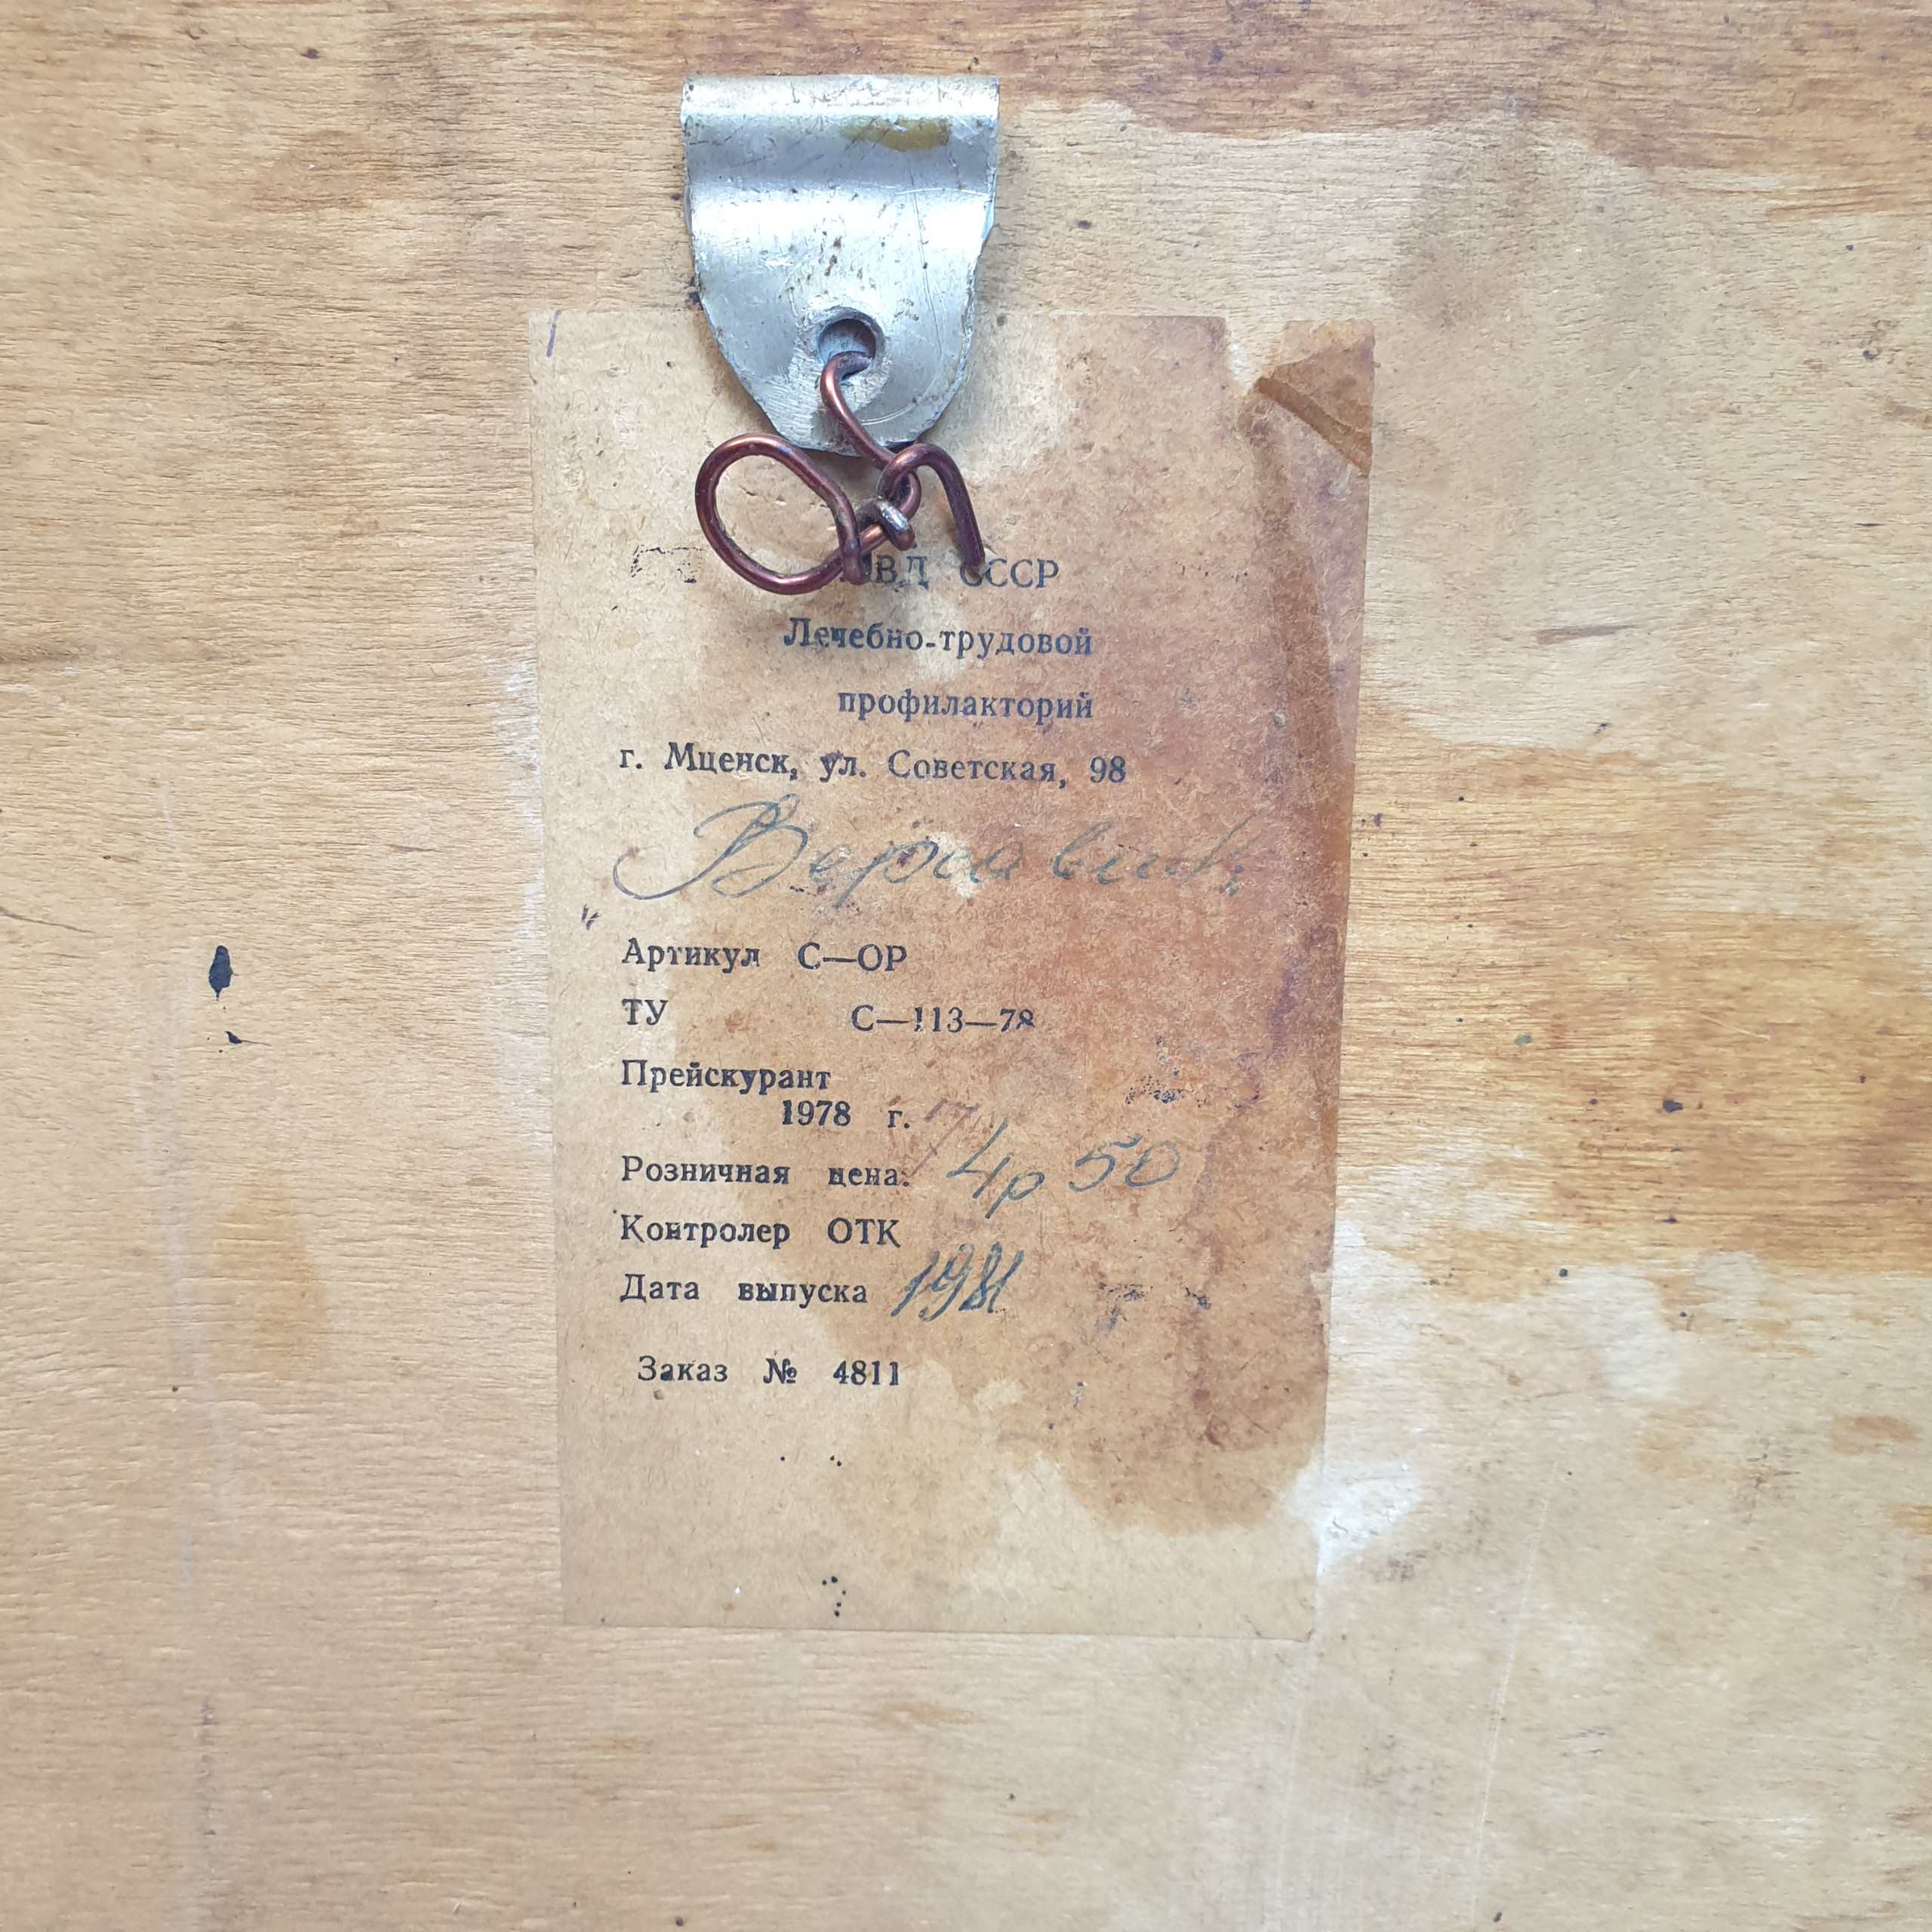 МВД СССР
Лечебно-трудовой
профилакторий
г. Мценск, ул. Советская, 98
Артикул С—ОР
ТУ С—113—78
Прейскурант
1978 г.
Розничная цена: 4р 50
Контролер ОТК
Дата выпуска 1981
Заказ № 4811